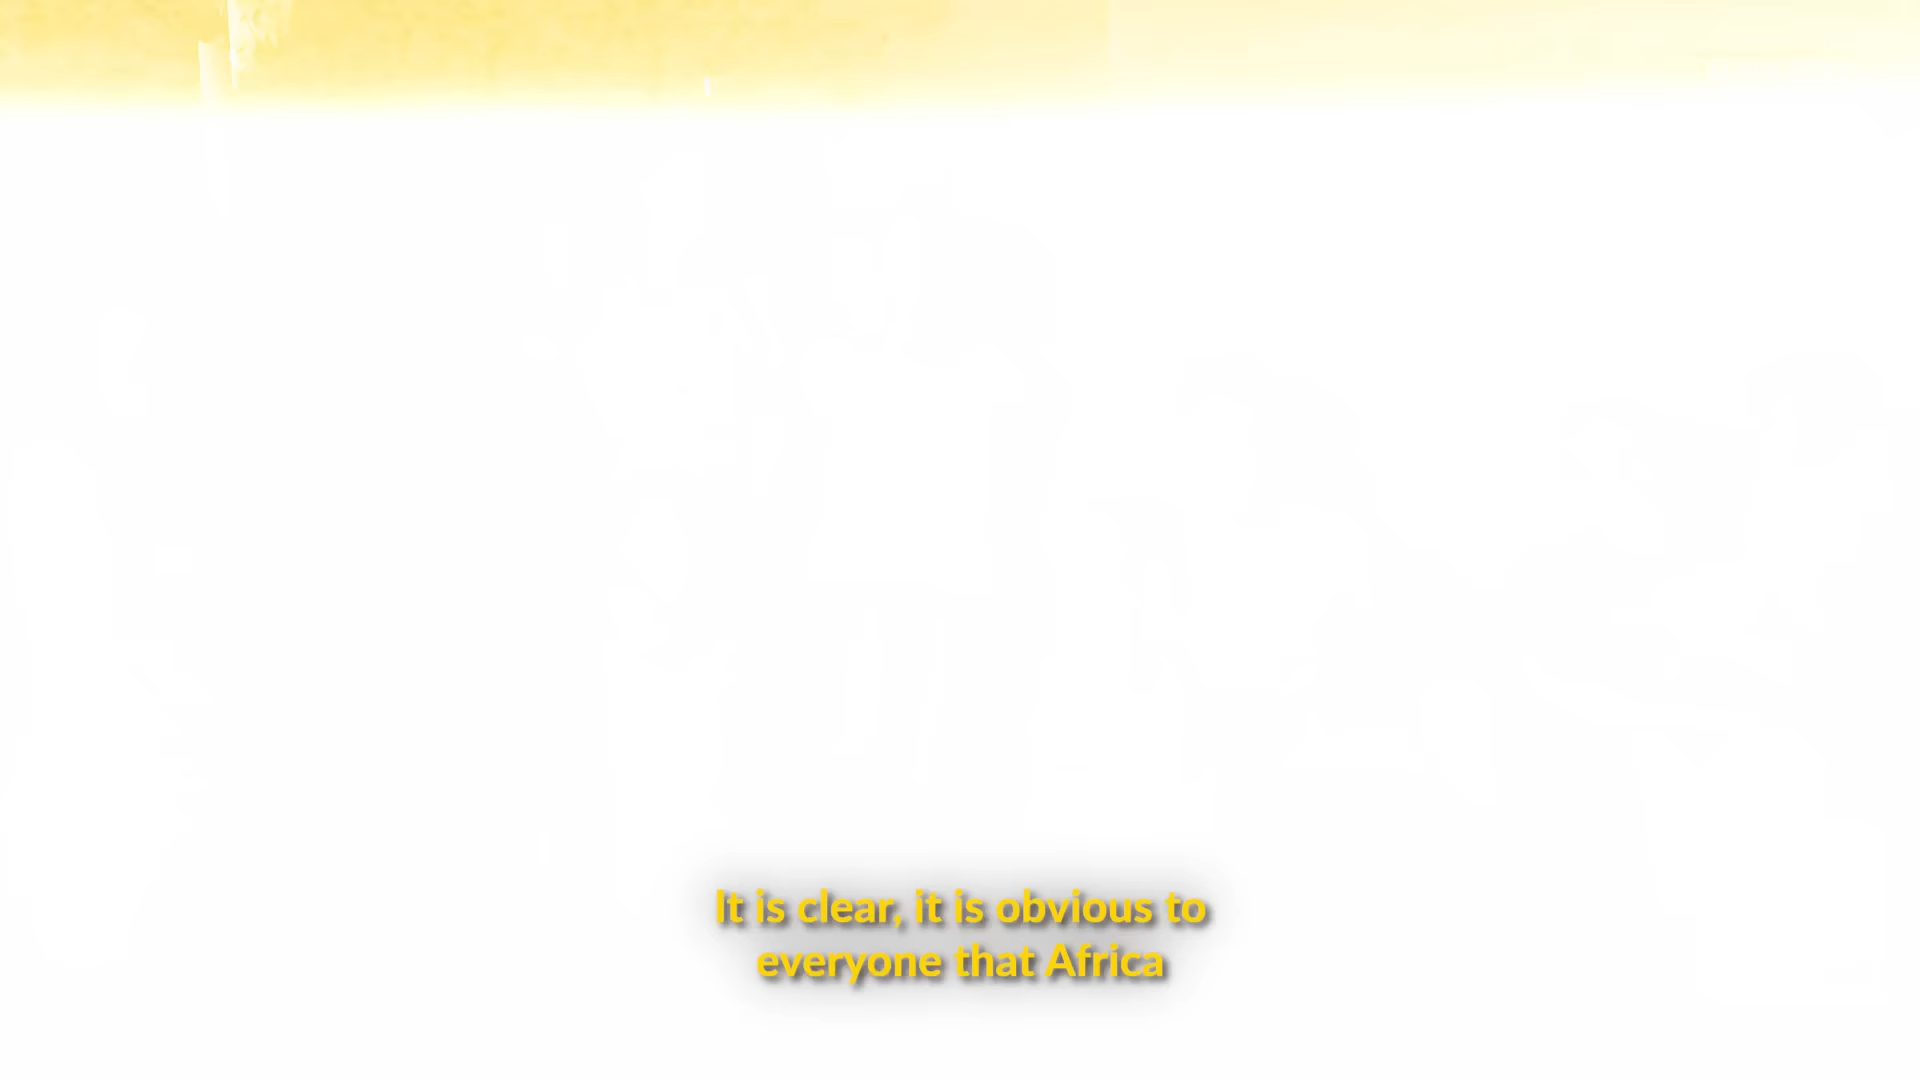 It is clear, it is obvious to
everyone that Africa